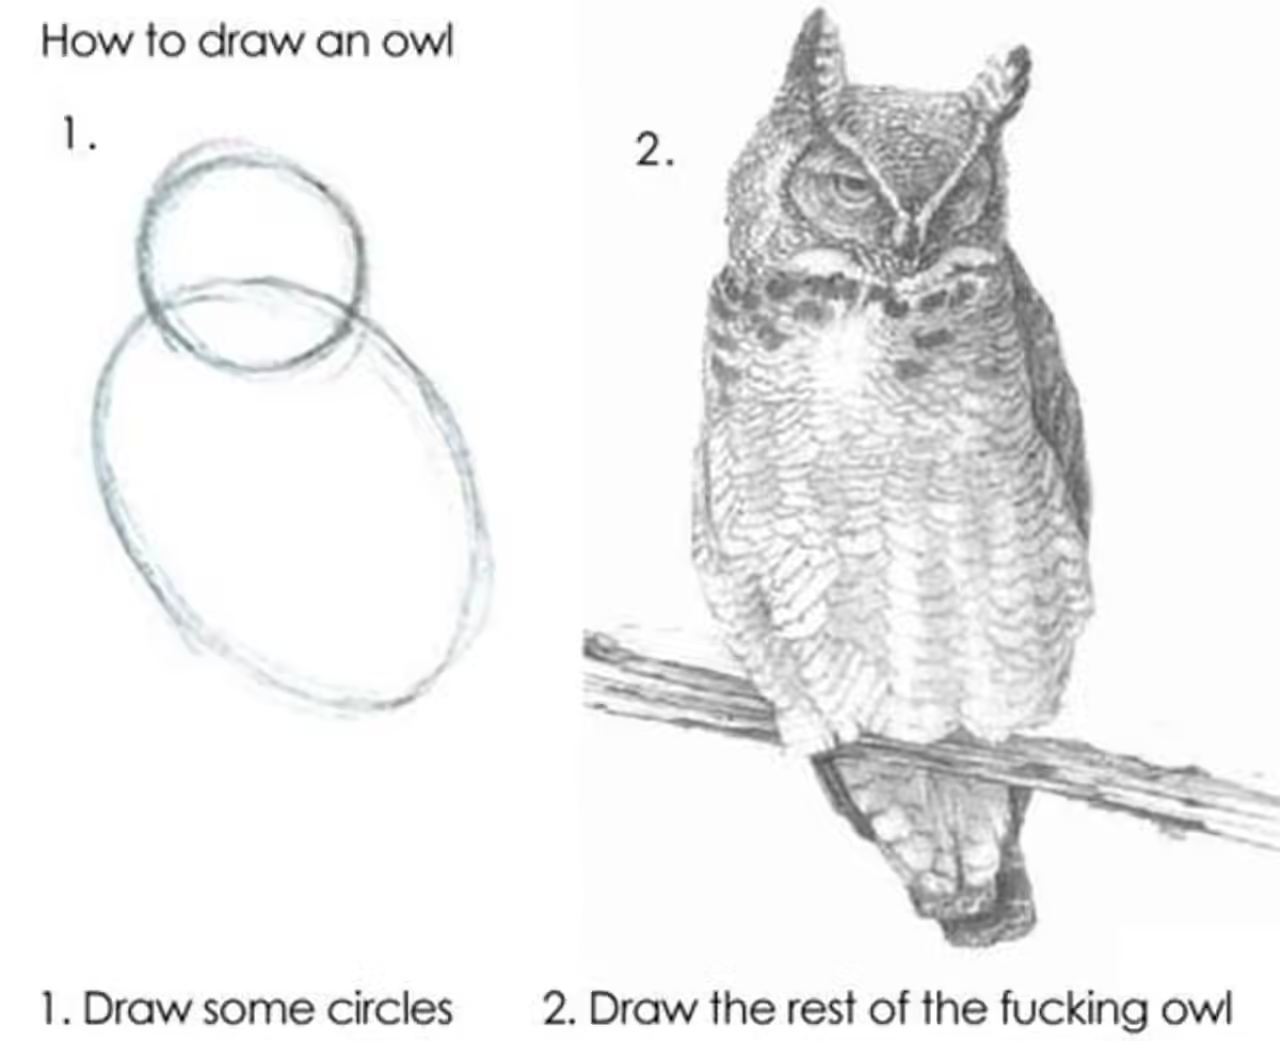 How to draw an owl
1.
2.
1. Draw some circles
2. Draw the rest of the fucking owl